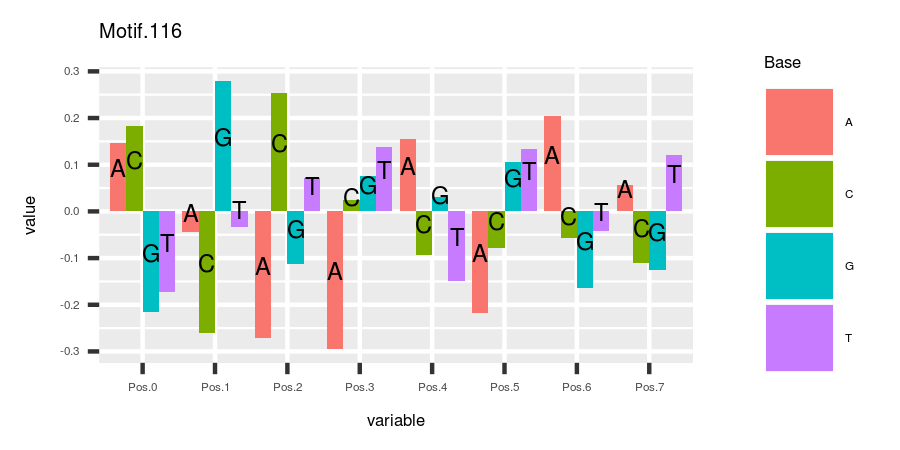 Motif.116
value
0.3
0.2
0.1
0.0
-0.1
-0.2
-0.3
A C G T
A C G T
A C G T
A C G T
A C G T
A C G T
A C G T
A C G T
Pos.0 Pos.1 Pos.2 Pos.3 Pos.4 Pos.5 Pos.6 Pos.7
variable
Base
A
C
G
T